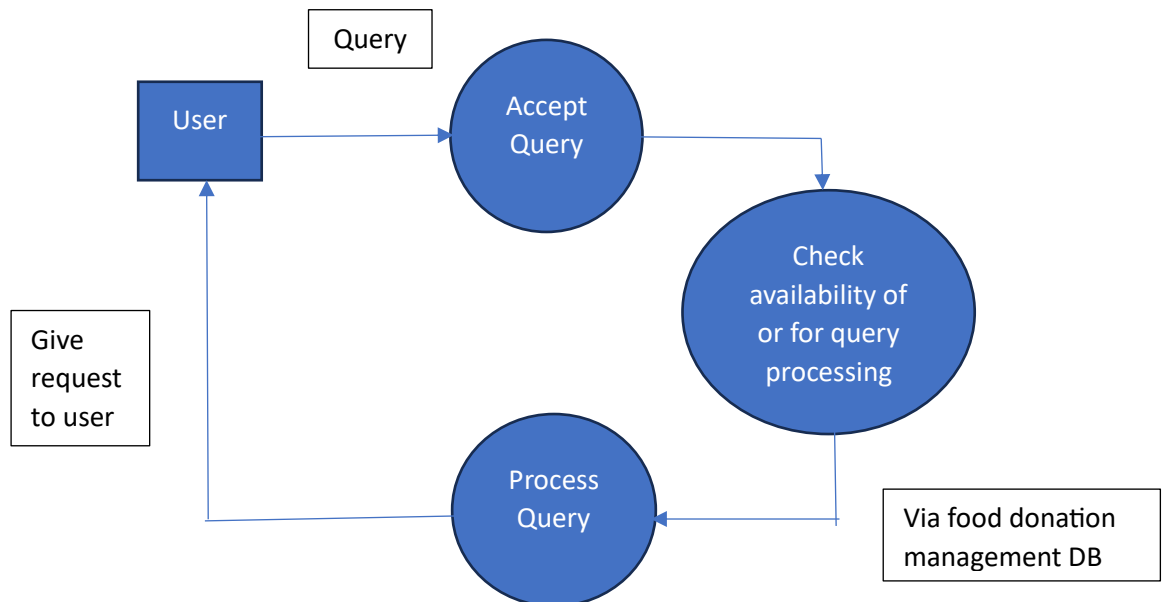 Query
User
Accept
Query
Check
availability of
or for query
processing
Give
request
to user
Process
Query
Via food donation
management DB